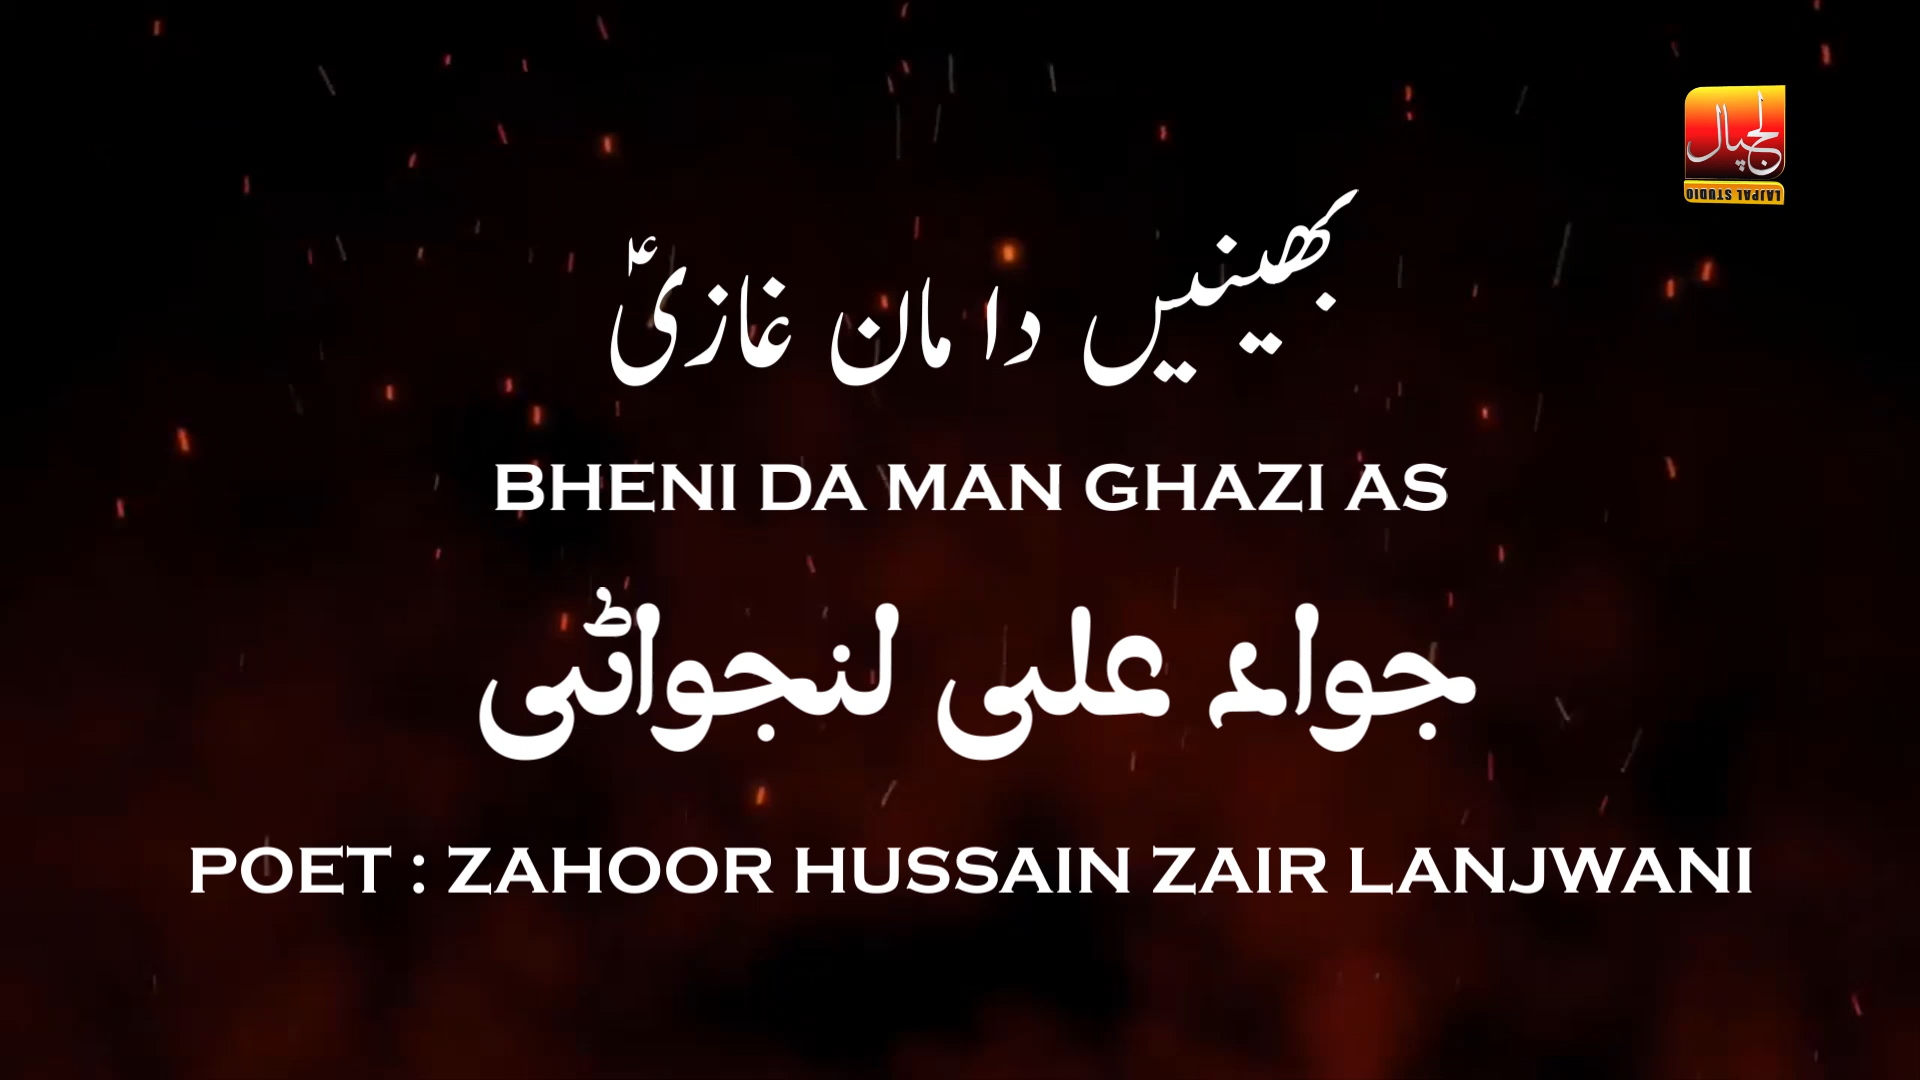 لجپال
LAJPAL STUDIO
بھینیں دا مان غازیؑ
BHENI DA MAN GHAZI AS
جواد علی لنجواٹی
POET : ZAHOOR HUSSAIN ZAIR LANJWANI